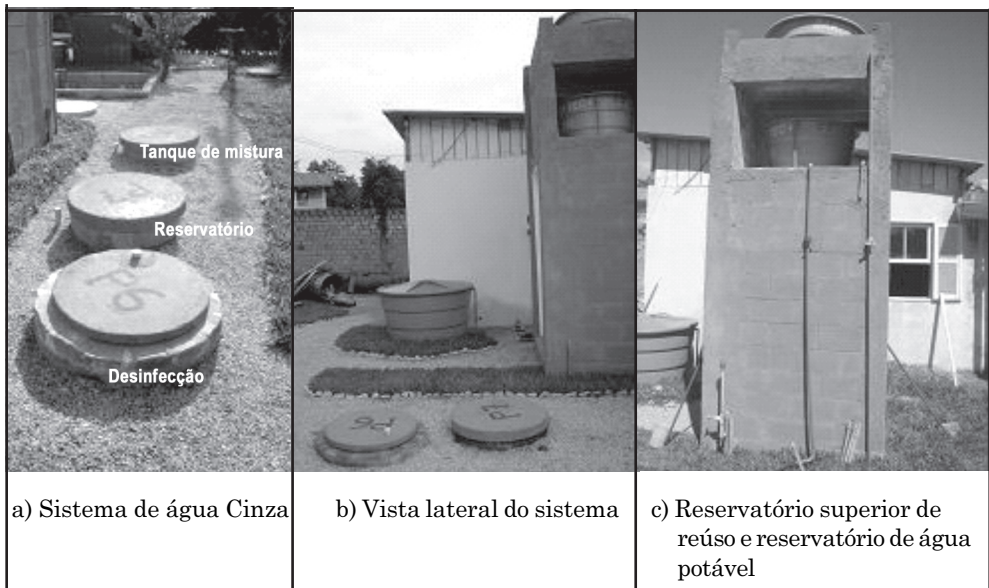 Tanque de mistura
Reservatório
P6
Desinfecção
a) Sistema de água Cinza
b) Vista lateral do sistema
c) Reservatório superior de
reúso e reservatório de água
potável